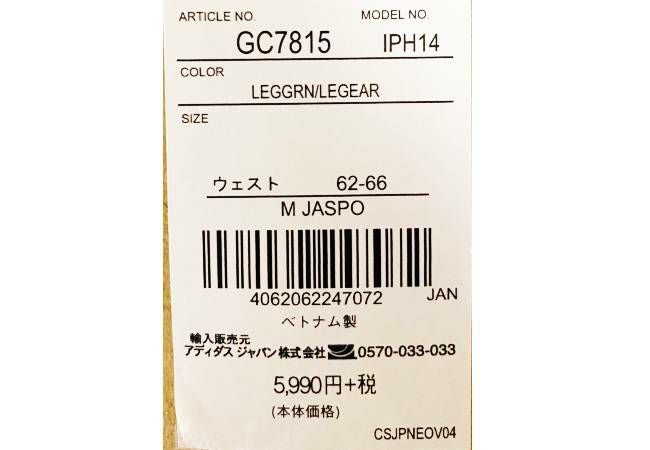 ARTICLE NO. MODEL NO.
GC7815 IPH14
COLOR
LEGGRN/LEGEAR
SIZE
ウェスト 62-66
M JASPO
4062062247072 JAN
ベトナム製
輸入販売元
アディダス ジャパン株式会社 0570-033-033
5,990円+税
(本体価格)
CSJPNEOV04